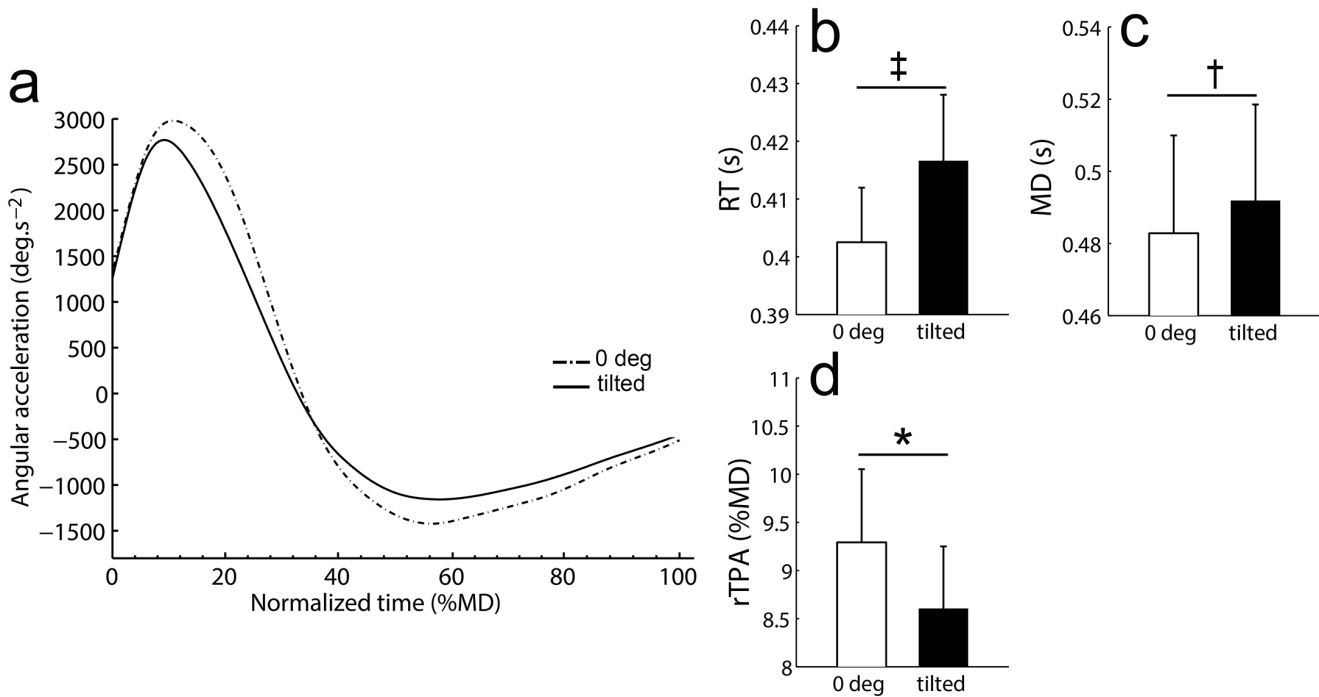 a
Angular acceleration (deg.s−2)
3000
2500
2000
1500
1000
500
0
−500
−1000
−1500
0 20 40 60 80 100
Normalized time (%MD)
0 deg
tilted
b
RT (s)
0.44
0.43
0.42
0.41
0.4
0.39
‡
0 deg tilted
c
MD (s)
0.54
0.52
0.5
0.48
0.46
†
0 deg tilted
d
rTPA (%MD)
11
10.5
10
9.5
9
8.5
8
*
0 deg tilted